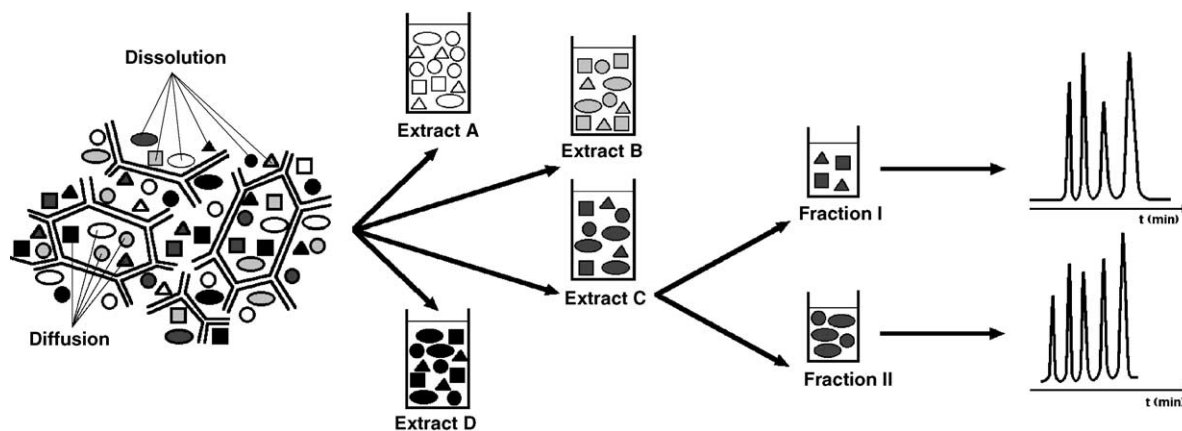 Dissolution
Extract A
Extract B
Fraction I
t (min)
Diffusion
Extract C
Extract D
Fraction II
t (min)